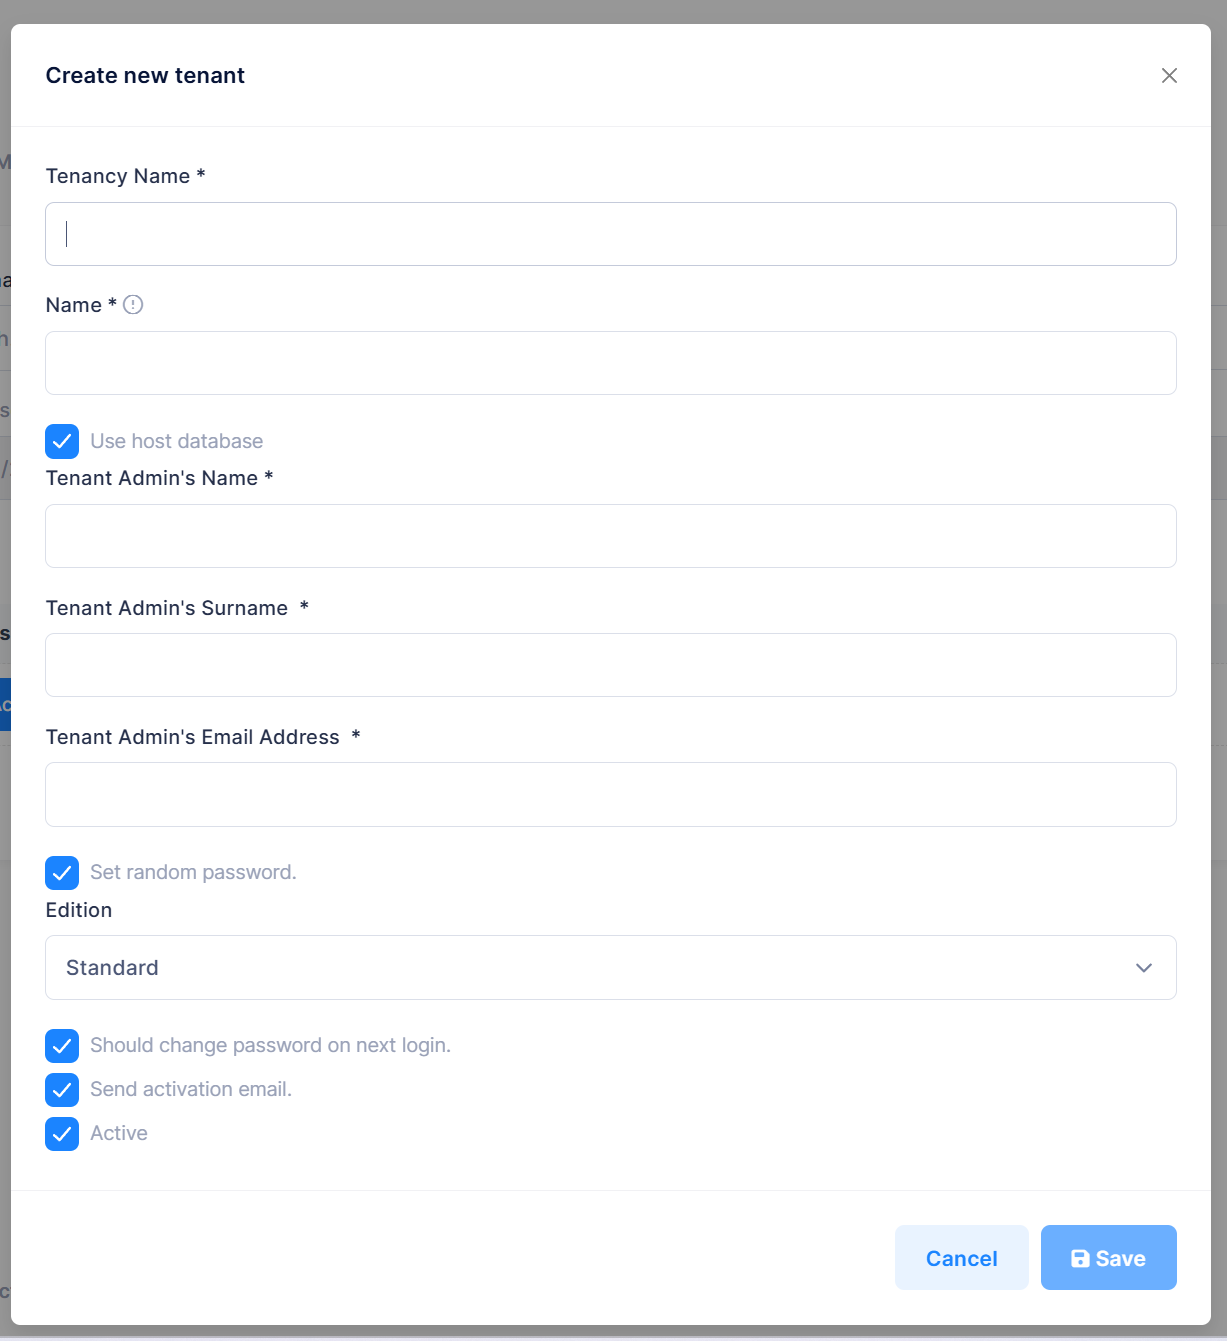 Create new tenant
Tenancy Name *
Name *
Use host database
Tenant Admin's Name *
Tenant Admin's Surname *
Tenant Admin's Email Address *
Set random password.
Edition
Standard
Should change password on next login.
Send activation email.
Active
Cancel
Save